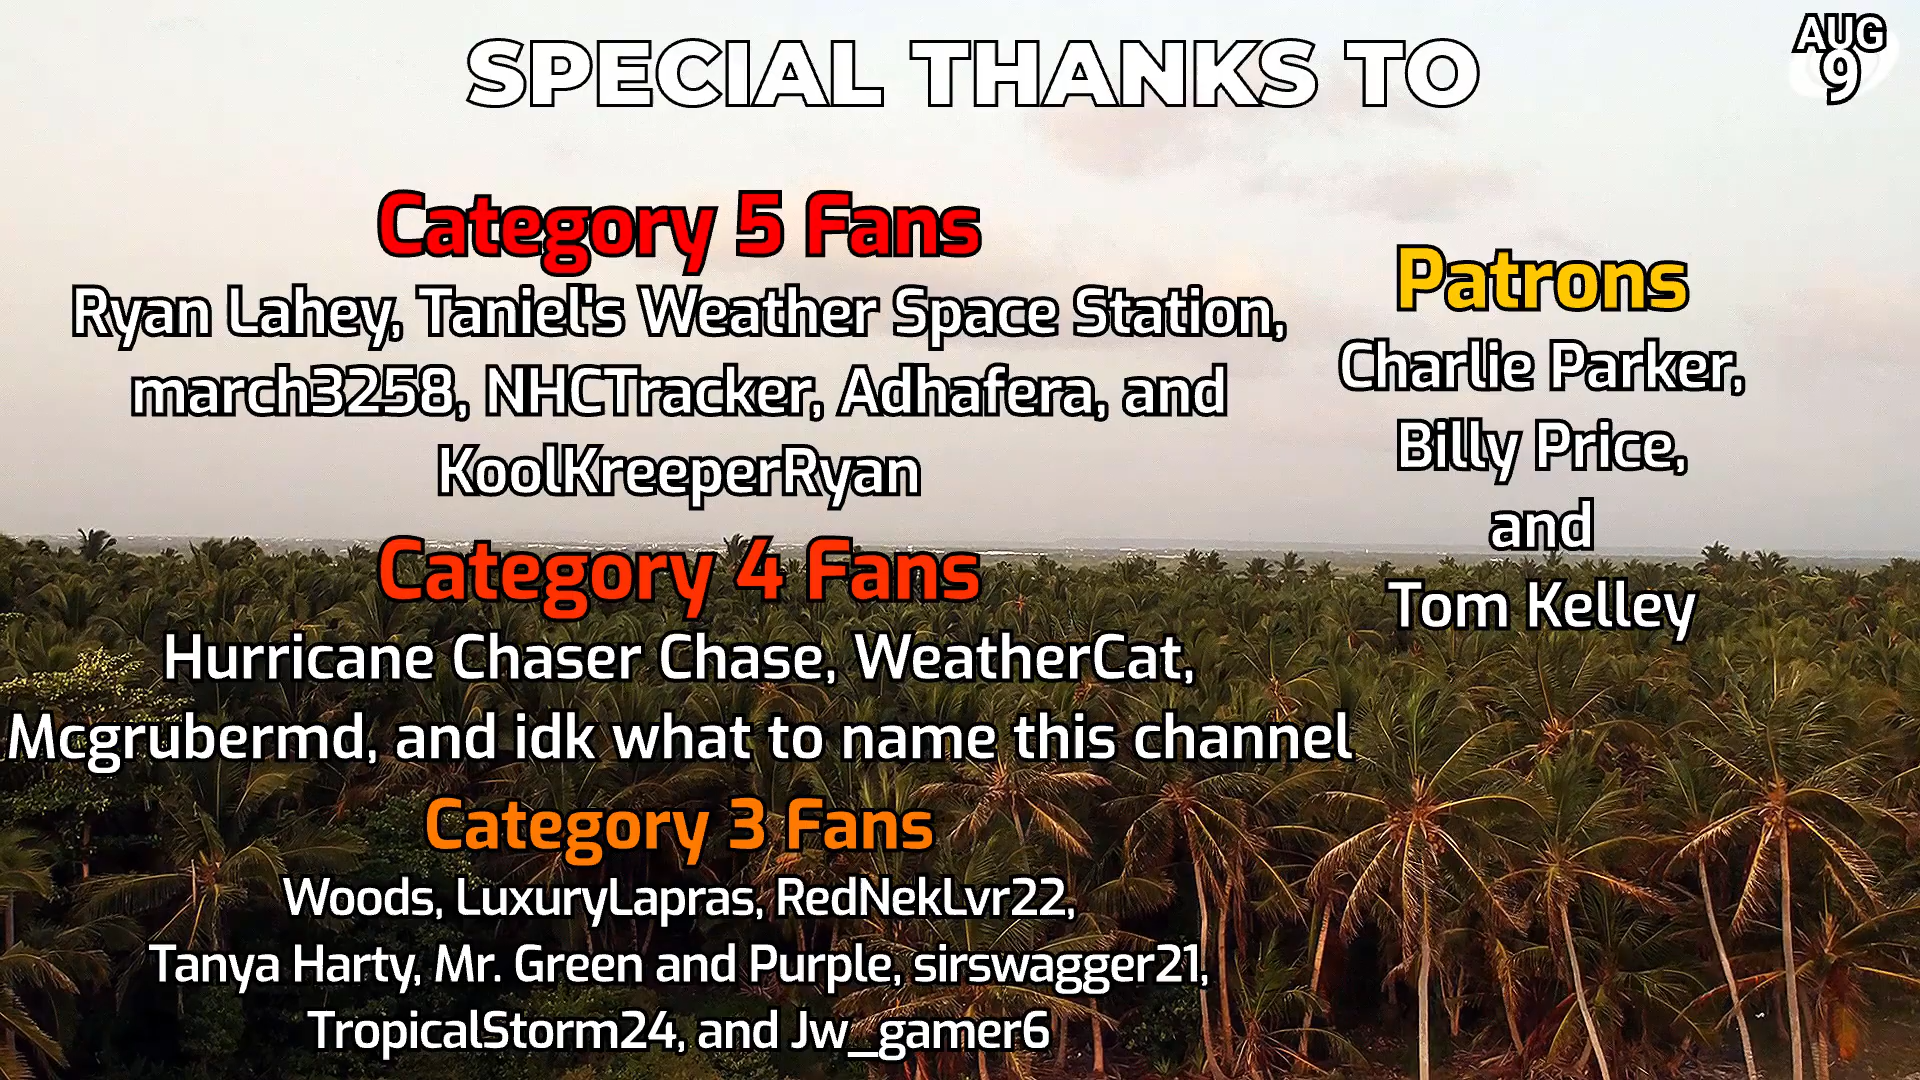 SPECIAL THANKS TO
AUG
9
Category 5 Fans
Ryan Lahey, Taniel's Weather Space Station,
march3258, NHCTracker, Adhafera, and
KoolKreeperRyan
Category 4 Fans
Hurricane Chaser Chase, WeatherCat,
Mcgrubermd, and idk what to name this channel
Category 3 Fans
Woods, LuxuryLapras, RedNekLvr22,
Tanya Harty, Mr. Green and Purple, sirswagger21,
TropicalStorm24, and Jw_gamer6
Patrons
Charlie Parker,
Billy Price,
and
Tom Kelley